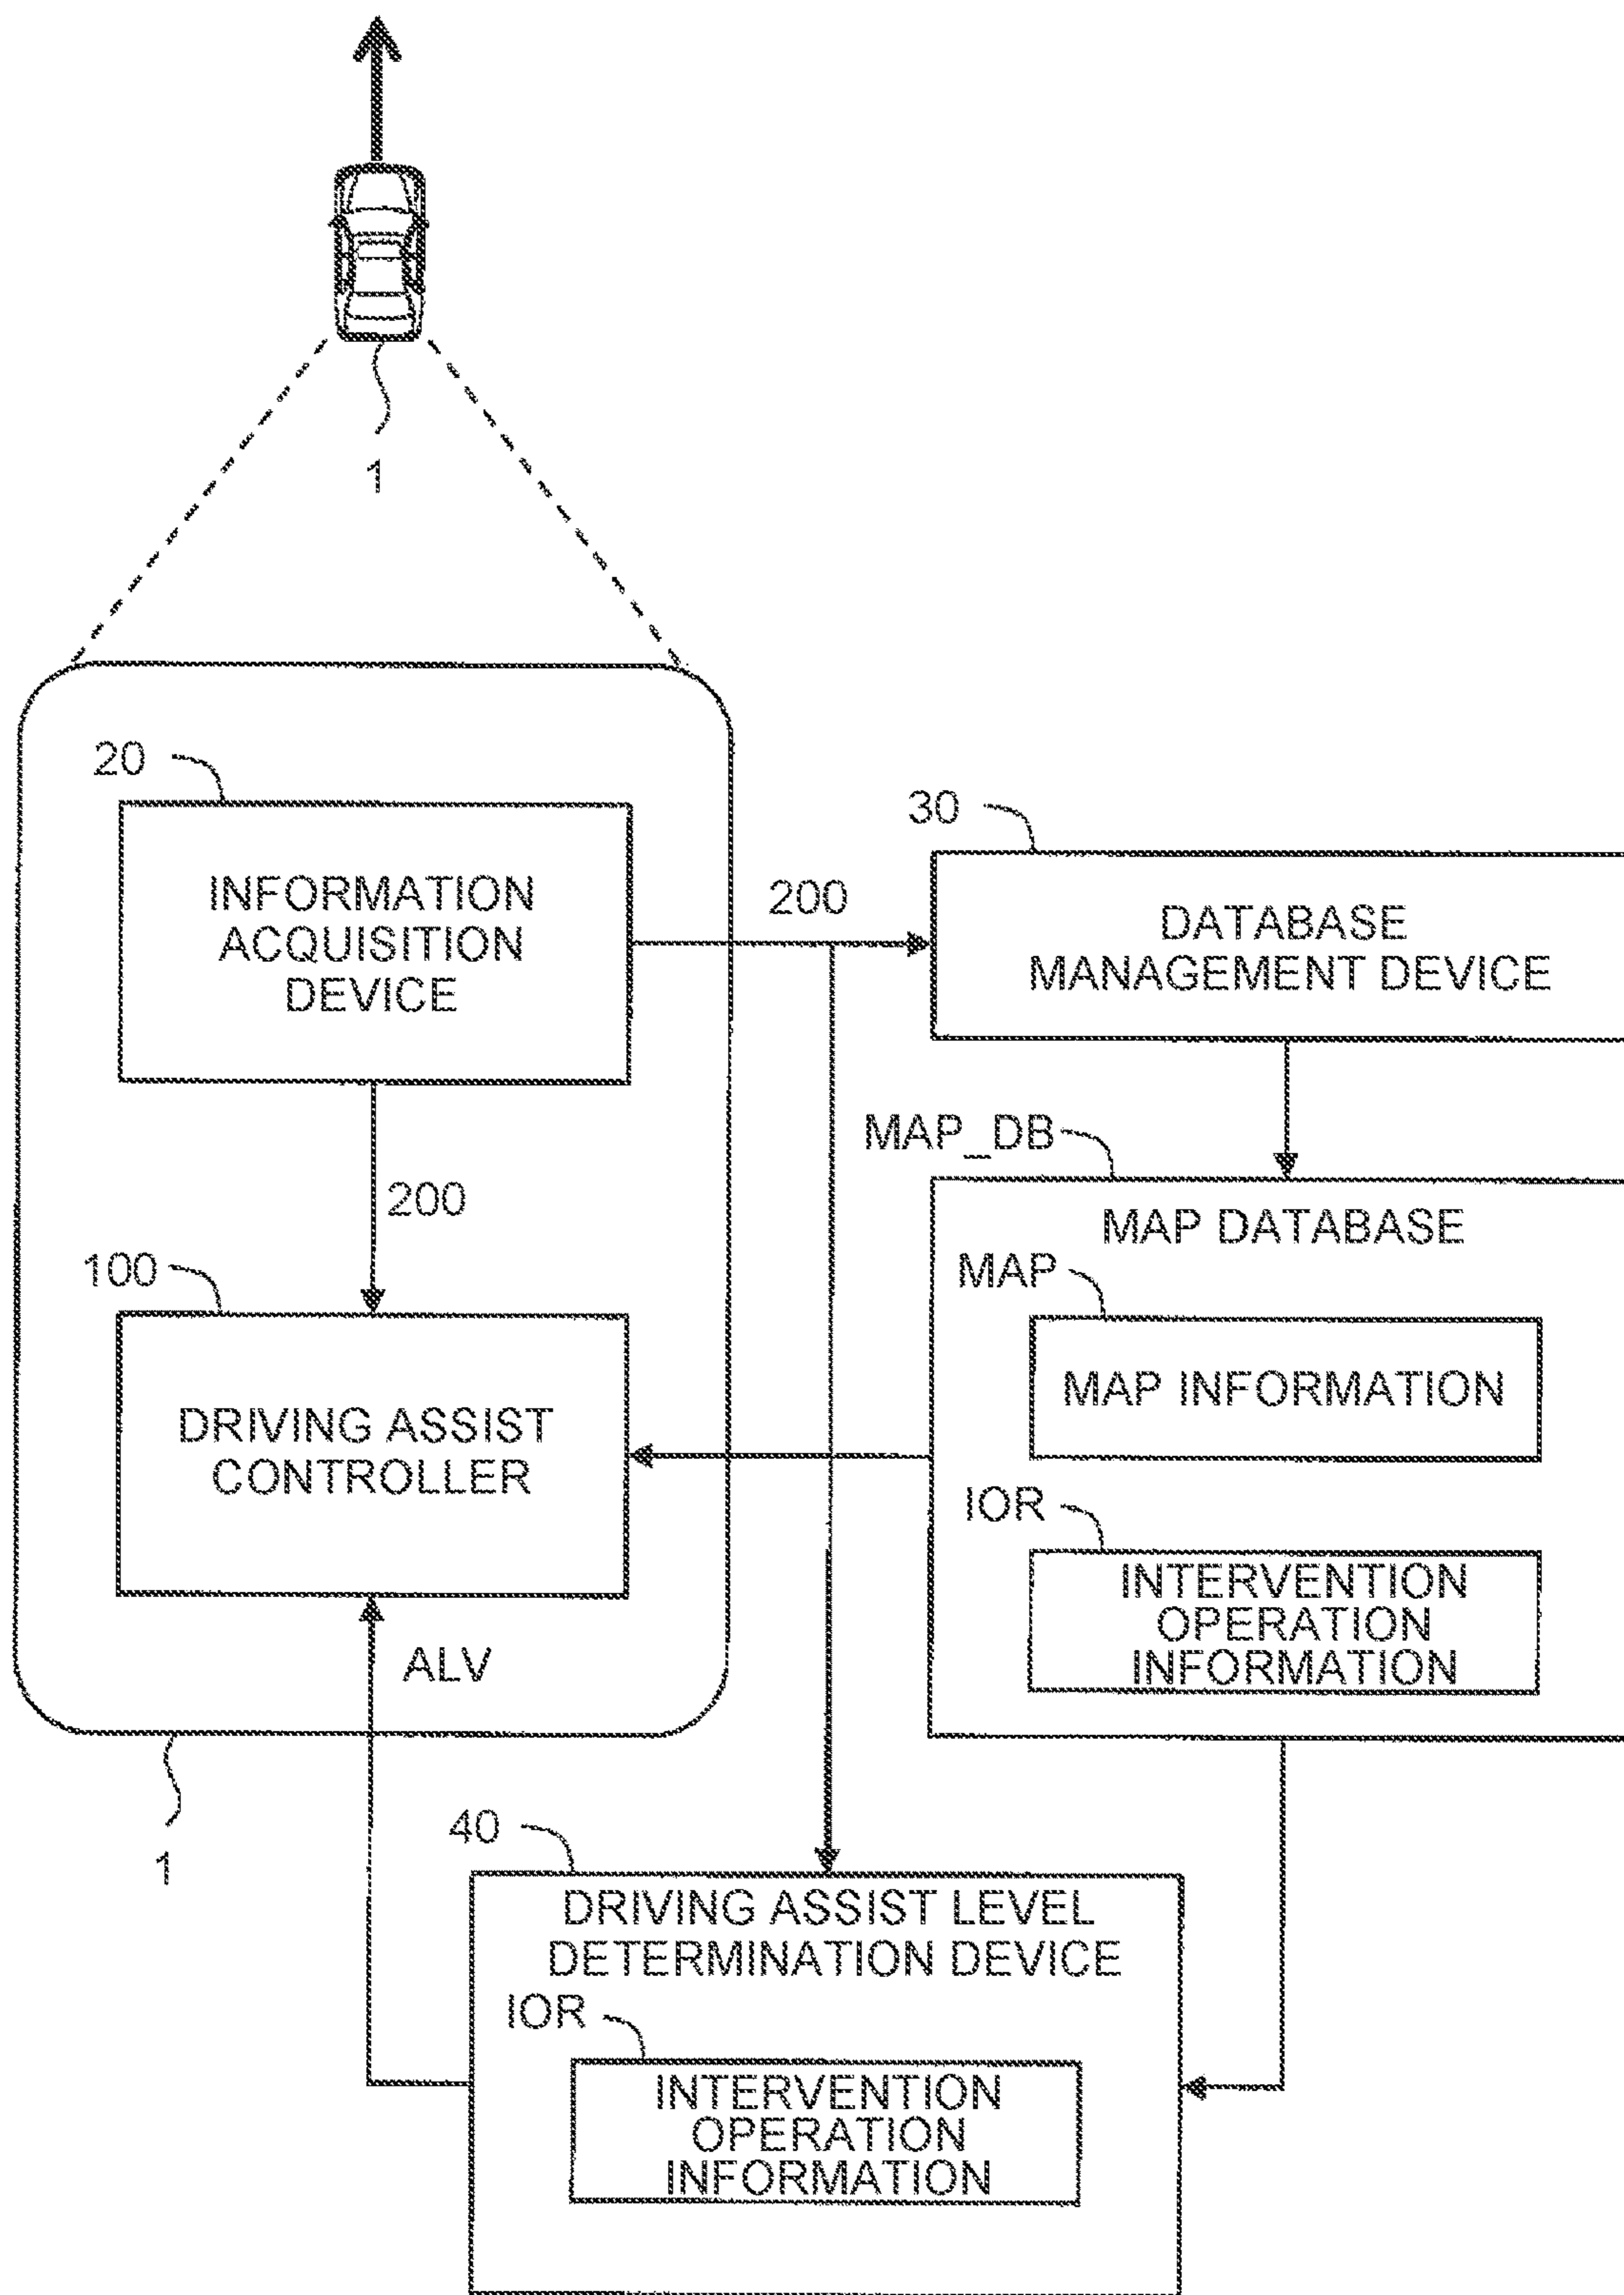 1
20
INFORMATION
ACQUISITION
DEVICE
200
30
DATABASE
MANAGEMENT DEVICE
200
MAP_DB
MAP DATABASE
MAP
MAP INFORMATION
100
DRIVING ASSIST
CONTROLLER
IOR
INTERVENTION
OPERATION
INFORMATION
ALV
1
40
DRIVING ASSIST LEVEL
DETERMINATION DEVICE
IOR
INTERVENTION
OPERATION
INFORMATION